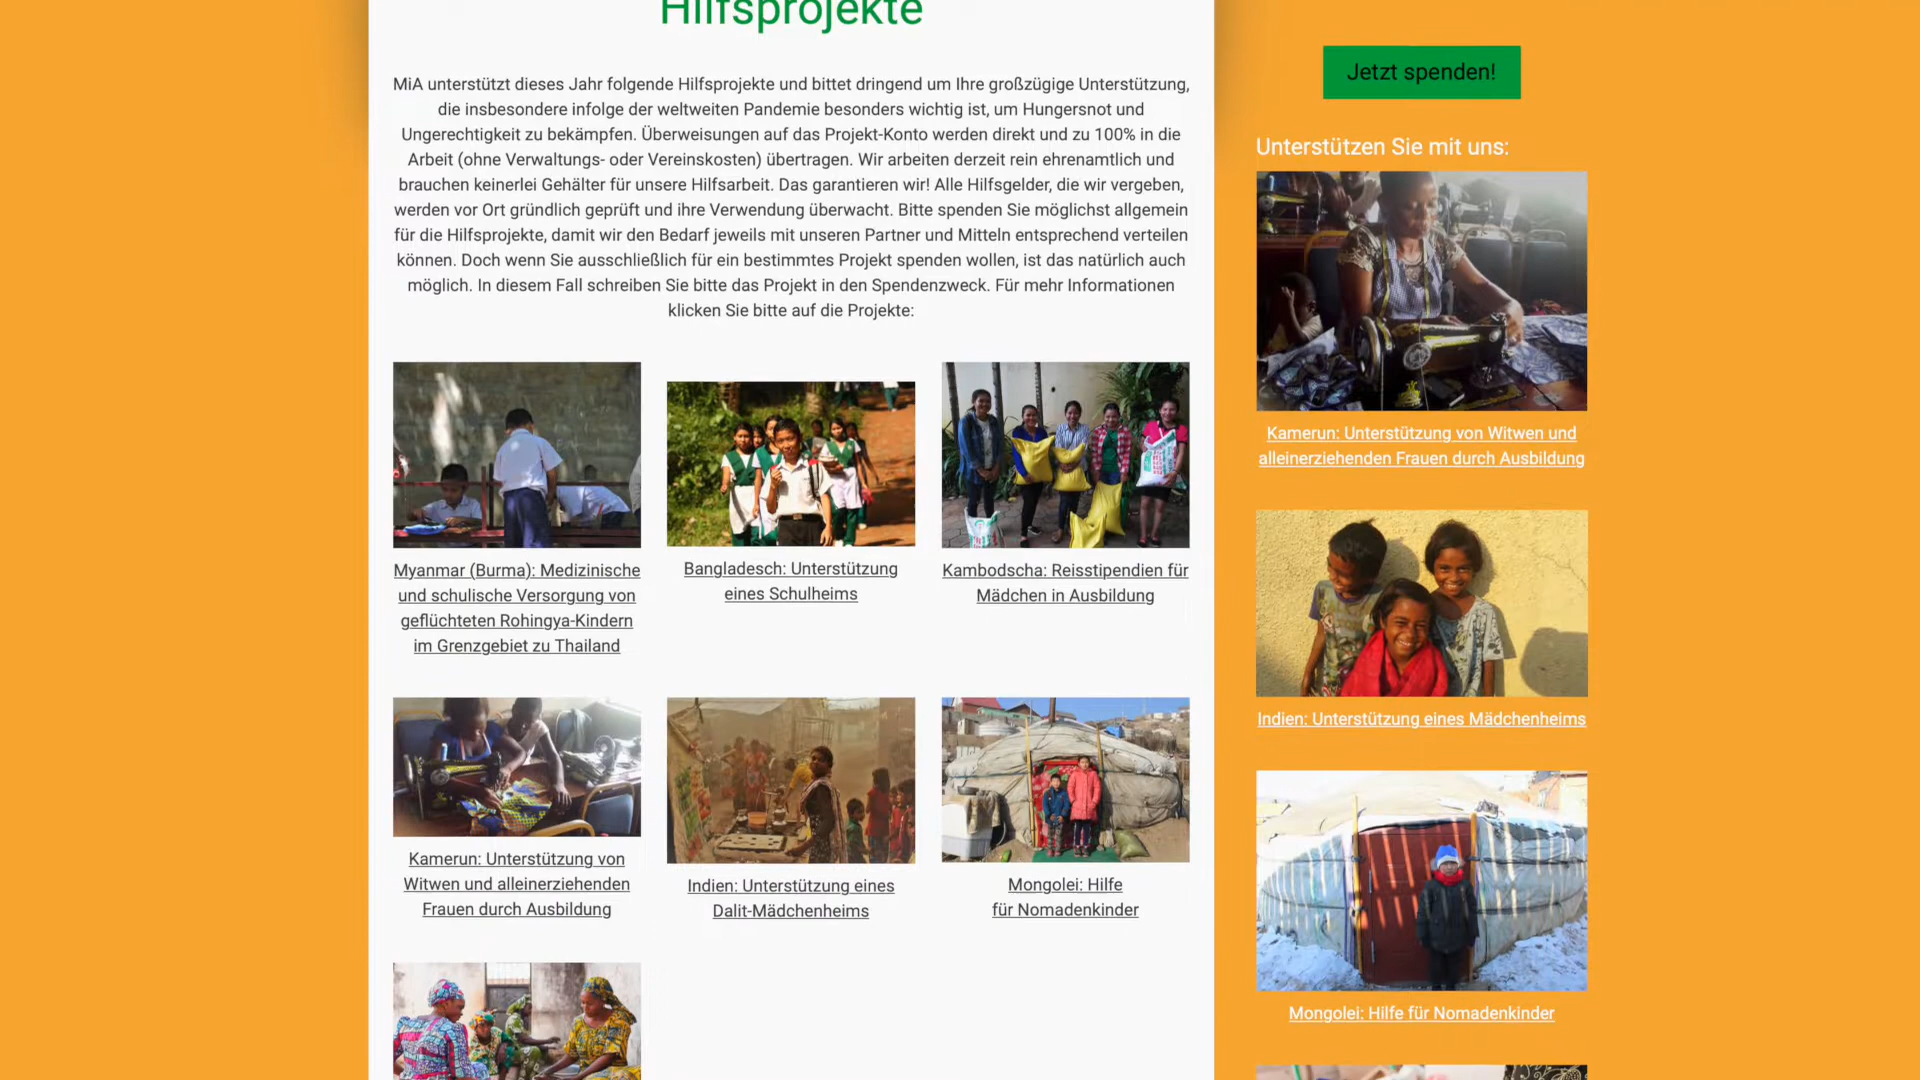 Hilfsprojekte
MiA unterstützt dieses Jahr folgende Hilfsprojekte und bittet dringend um Ihre großzügige Unterstützung,
die insbesondere infolge der weltweiten Pandemie besonders wichtig ist, um Hungersnot und
Ungerechtigkeit zu bekämpfen. Überweisungen auf das Projekt-Konto werden direkt und zu 100% in die
Arbeit (ohne Verwaltungs- oder Vereinskosten) übertragen. Wir arbeiten derzeit rein ehrenamtlich und
brauchen keinerlei Gehälter für unsere Hilfsarbeit. Das garantieren wir! Alle Hilfsgelder, die wir vergeben,
werden vor Ort gründlich geprüft und ihre Verwendung überwacht. Bitte spenden Sie möglichst allgemein
für die Hilfsprojekte, damit wir den Bedarf jeweils mit unseren Partner und Mitteln entsprechend verteilen
können. Doch wenn Sie ausschließlich für ein bestimmtes Projekt spenden wollen, ist das natürlich auch
möglich. In diesem Fall schreiben Sie bitte das Projekt in den Spendenzweck. Für mehr Informationen
klicken Sie bitte auf die Projekte:
Myanmar (Burma): Medizinische
und schulische Versorgung von
geflüchteten Rohingya-Kindern
im Grenzgebiet zu Thailand
Bangladesch: Unterstützung
eines Schulheims
Kambodscha: Reisstipendien für
Mädchen in Ausbildung
Kamerun: Unterstützung von
Witwen und alleinerziehenden
Frauen durch Ausbildung
Indien: Unterstützung eines
Dalit-Mädchenheims
Mongolei: Hilfe
für Nomadenkinder
Jetzt spenden!
Unterstützen Sie mit uns:
Kamerun: Unterstützung von Witwen und
alleinerziehenden Frauen durch Ausbildung
Indien: Unterstützung eines Mädchenheims
Mongolei: Hilfe für Nomadenkinder